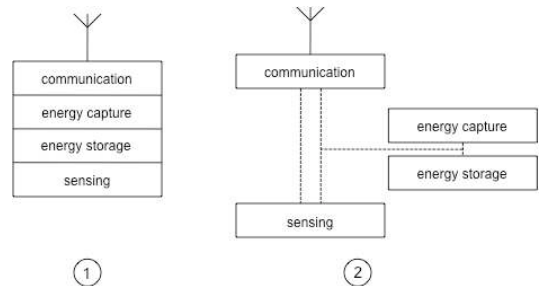 communication
energy capture
energy storage
sensing
1
communication
energy capture
energy storage
sensing
2